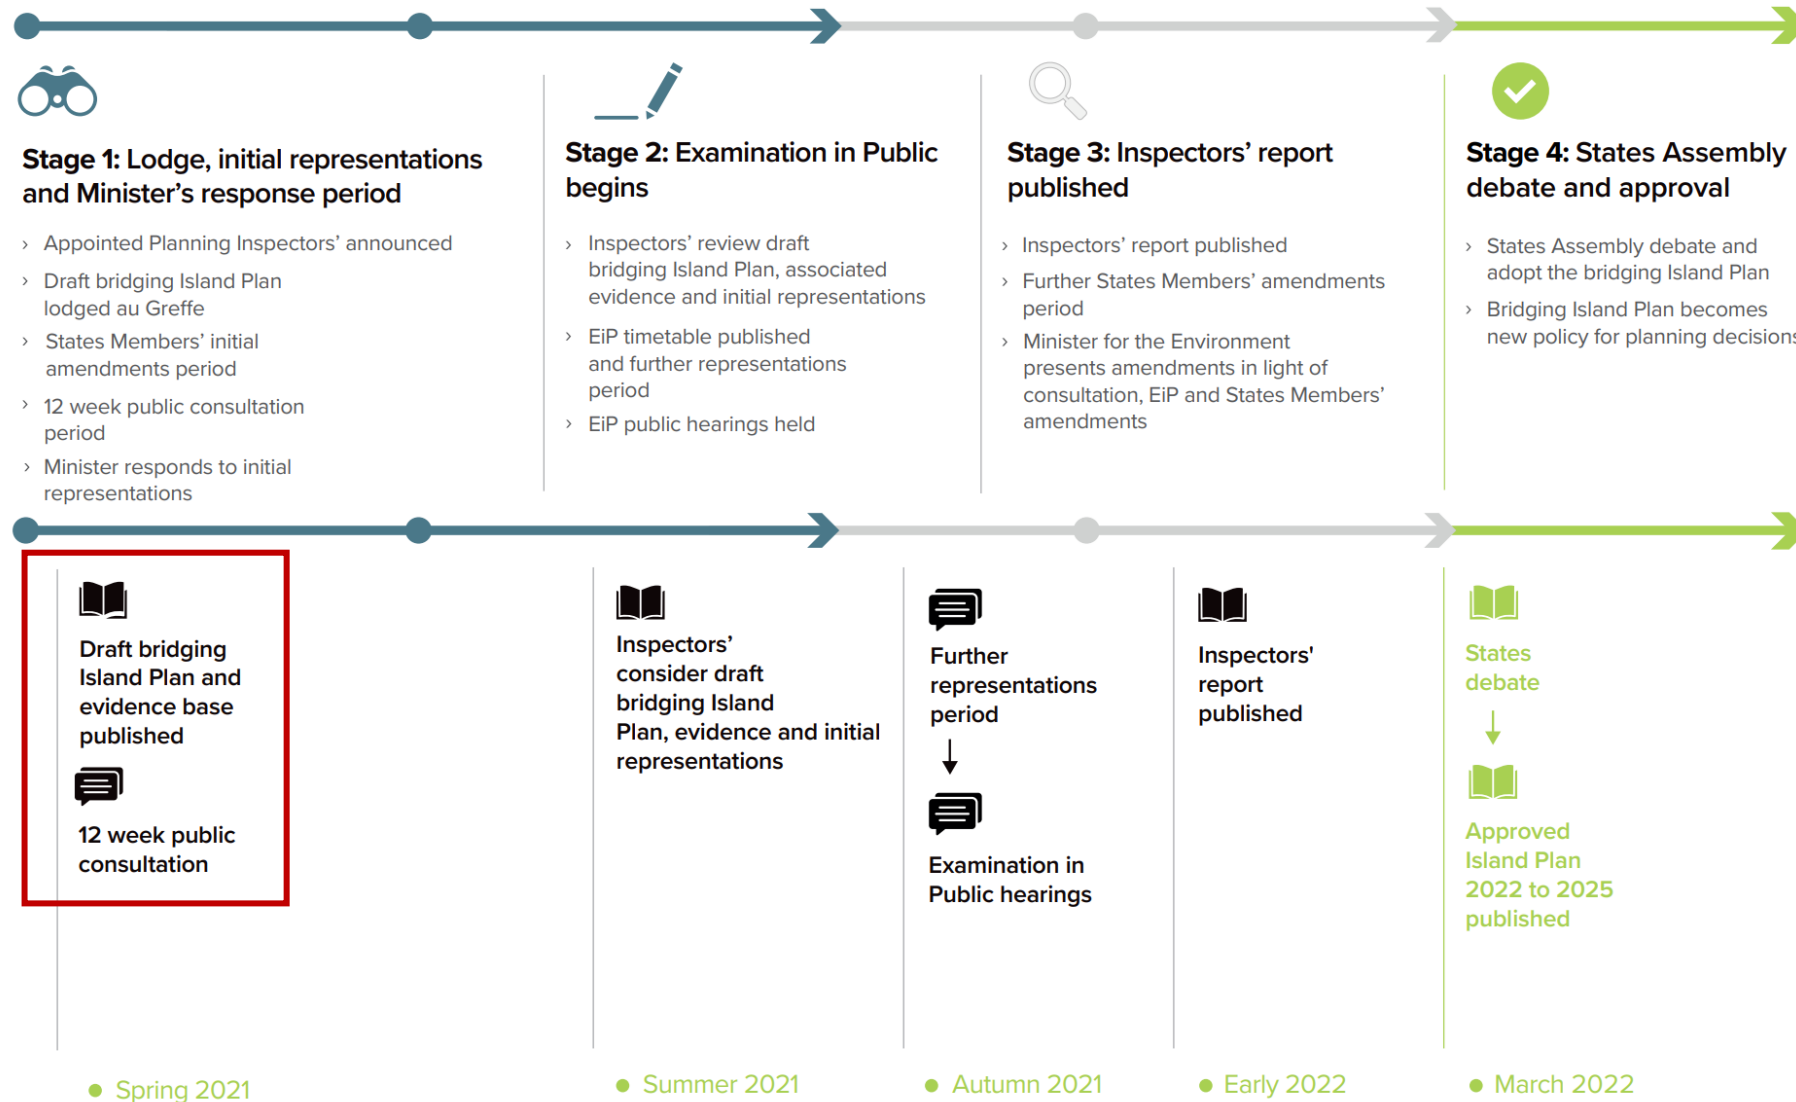 Stage 1: Lodge, initial representations
and Minister's response period
› Appointed Planning Inspectors' announced
› Draft bridging Island Plan
lodged au Greffe
› States Members' initial
amendments period
› 12 week public consultation
period
› Minister responds to initial
representations
Stage 2: Examination in Public
begins
› Inspectors' review draft
bridging Island Plan, associated
evidence and initial representations
› EiP timetable published
and further representations
period
› EiP public hearings held
Stage 3: Inspectors' report
published
› Inspectors' report published
› Further States Members' amendments
period
› Minister for the Environment
presents amendments in light of
consultation, EiP and States Members'
amendments
Stage 4: States Assembly
debate and approval
› States Assembly debate and
adopt the bridging Island Plan
› Bridging Island Plan becomes
new policy for planning decisions
Draft bridging
Island Plan and
evidence base
published
12 week public
consultation
Inspectors'
consider draft
bridging Island
Plan, evidence and initial
representations
Further
representations
period
Examination in
Public hearings
Inspectors'
report
published
States
debate
Approved
Island Plan
2022 to 2025
published
Spring 2021
Summer 2021
Autumn 2021
Early 2022
March 2022